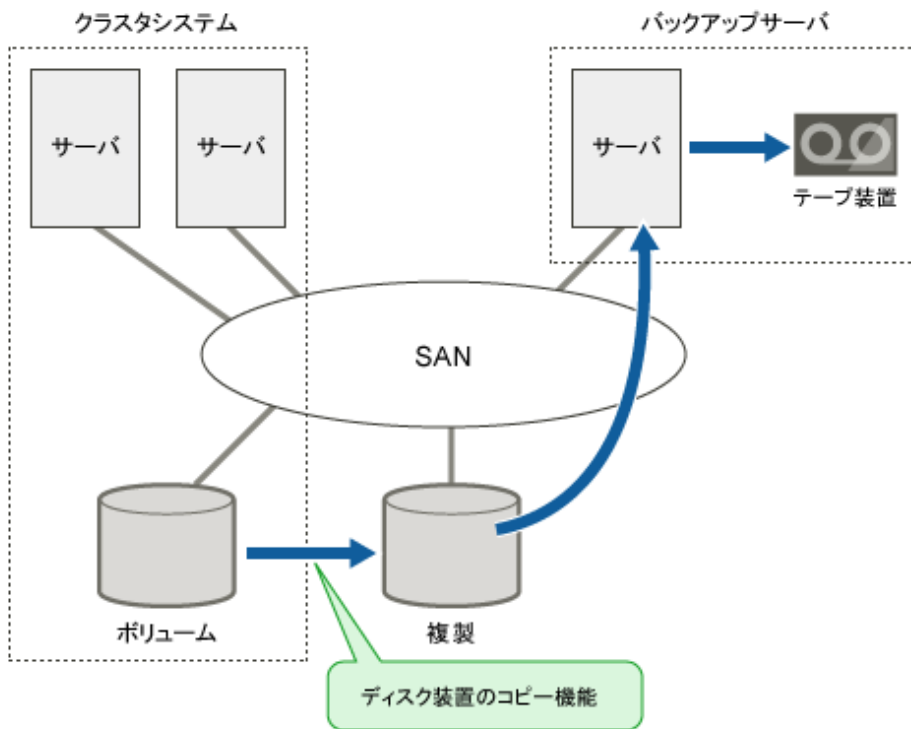 クラスタシステム
バックアップサーバ
サーバ
サーバ
サーバ
テープ装置
SAN
ボリューム
複製
ディスク装置のコピー機能